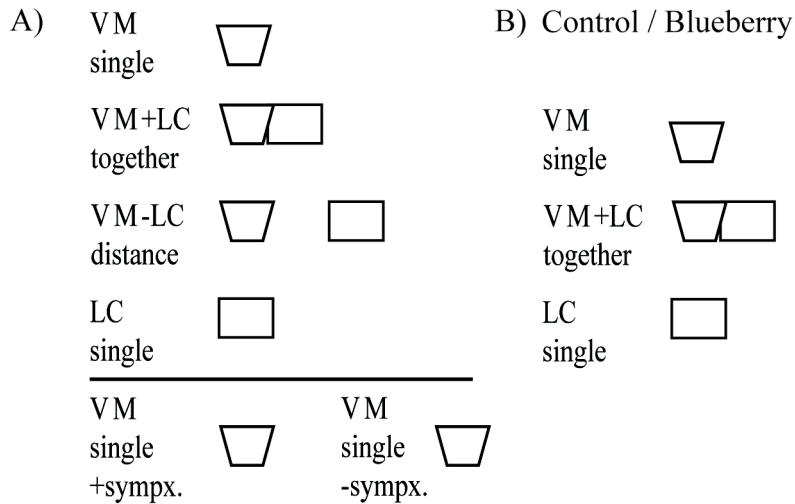 A)
VM
single
VM+LC
together
VM-LC
distance
LC
single
VM
single
+sympx.
VM
single
-sympx.
B) Control / Blueberry
VM
single
VM+LC
together
LC
single